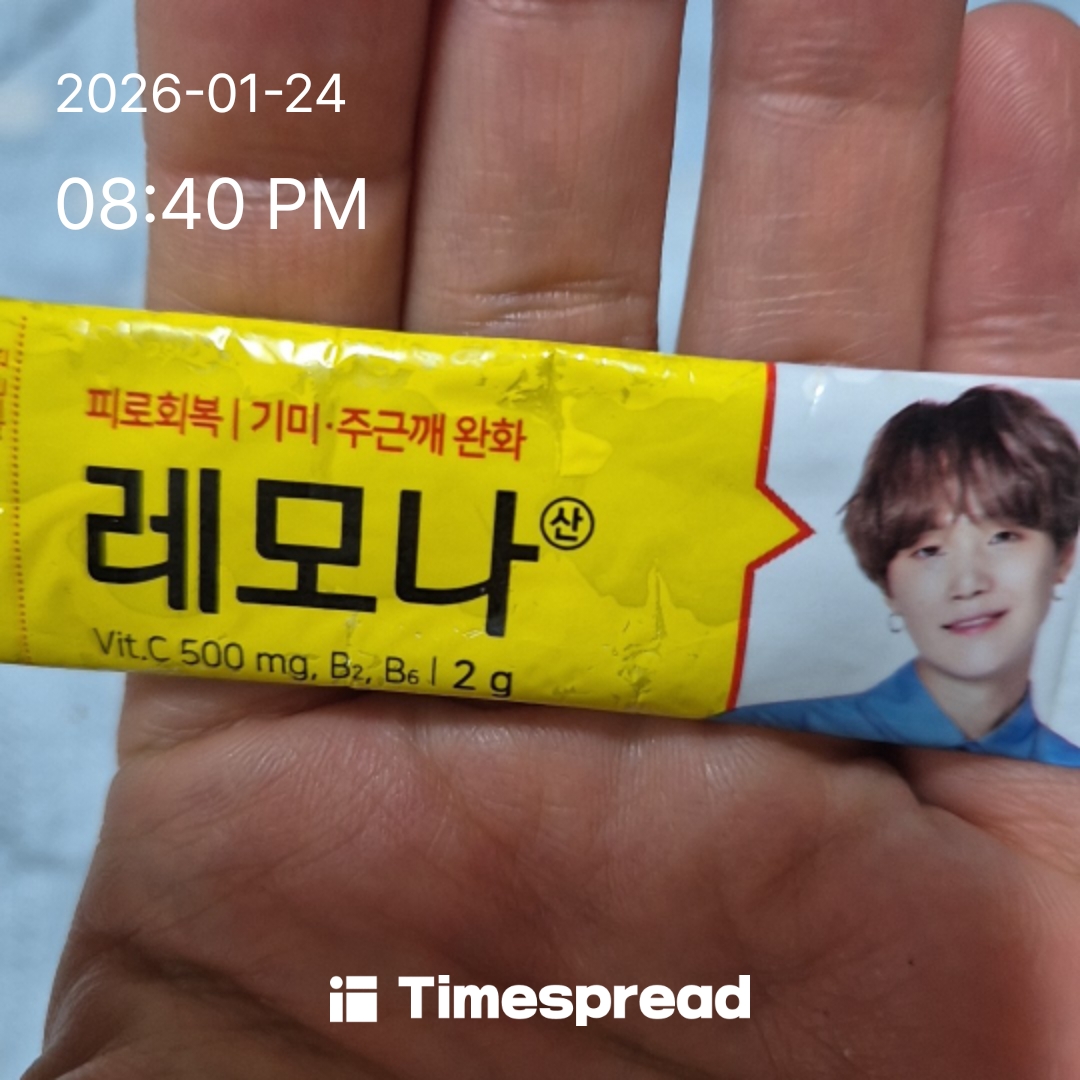 2026-01-24
08:40 PM
피로회복 | 기미·주근깨 완화
레모나 산
Vit.C 500 mg, B2, B6 | 2 g
Timespread